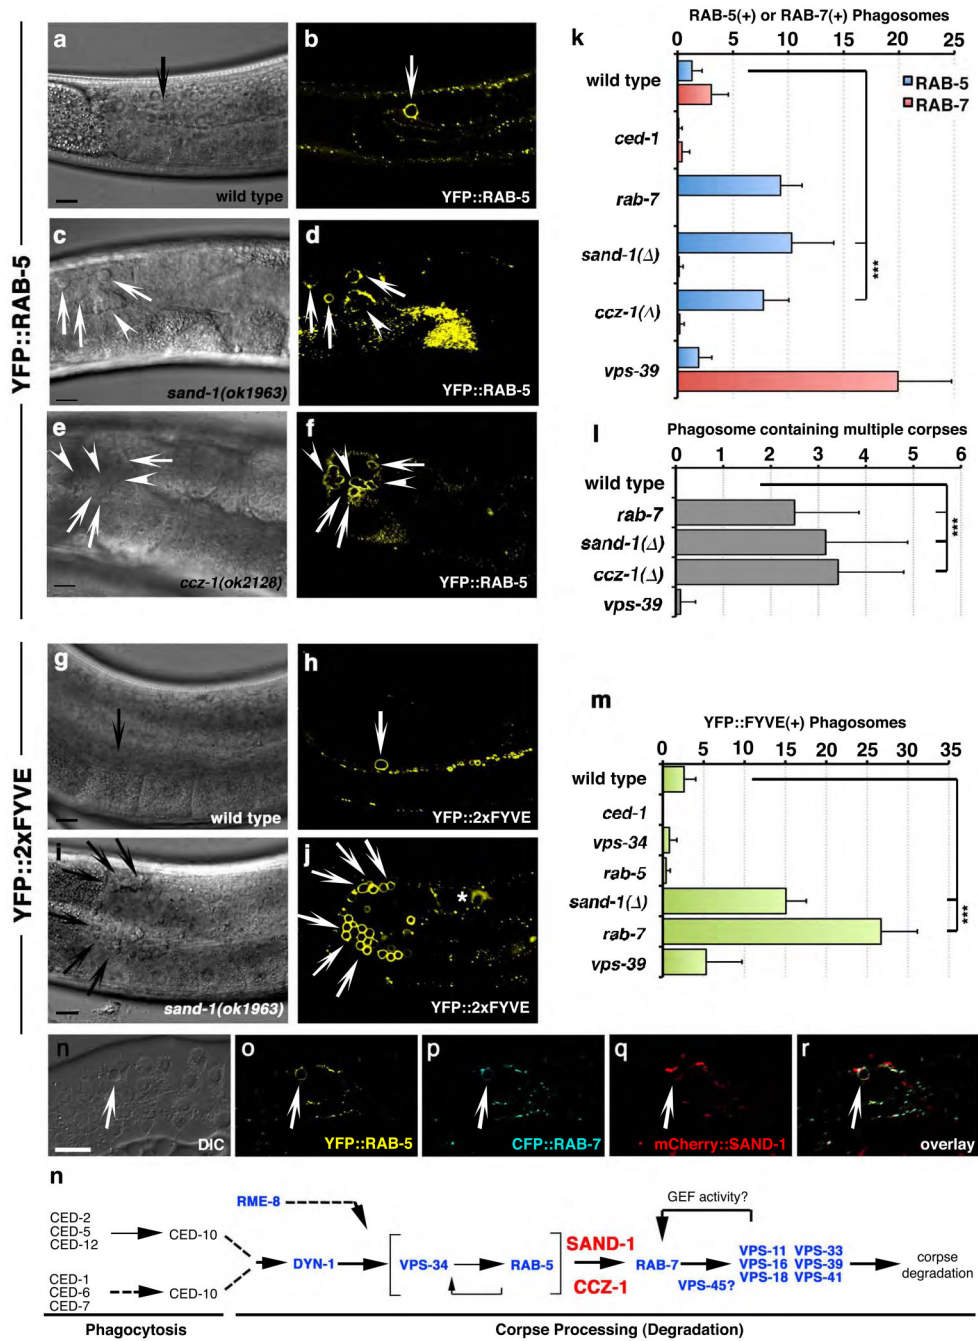 YFP::RAB-5
a
wild type
b
YFP::RAB-5
c
sand-1(ok1963)
d
YFP::RAB-5
e
ccz-1(ok2128)
f
YFP::RAB-5
k
RAB-5(+) or RAB-7(+) Phagosomes
0 5 10 15 20 25
wild type
ced-1
rab-7
sand-1(Δ)
ccz-1(Δ)
vps-39
RAB-5
RAB-7
***
l
Phagosome containing multiple corpses
0 1 2 3 4 5 6
wild type
rab-7
sand-1(Δ)
ccz-1(Δ)
vps-39
***
YFP::2xFYVE
g
wild type
h
YFP::2xFYVE
i
sand-1(ok1963)
j
*
YFP::2xFYVE
m
YFP::FYVE(+) Phagosomes
0 5 10 15 20 25 30 35
wild type
ced-1
vps-34
rab-5
sand-1(Δ)
rab-7
vps-39
***
n
DIC
o
YFP::RAB-5
p
CFP::RAB-7
q
mCherry::SAND-1
r
overlay
n
CED-2
CED-5
CED-12
CED-10
CED-1
CED-6
CED-7
CED-10
RME-8
DYN-1
VPS-34
RAB-5
SAND-1
CCZ-1
GEF activity?
RAB-7
VPS-45?
VPS-11 VPS-33
VPS-16 VPS-39
VPS-18 VPS-41
corpse
degradation
Phagocytosis
Corpse Processing (Degradation)